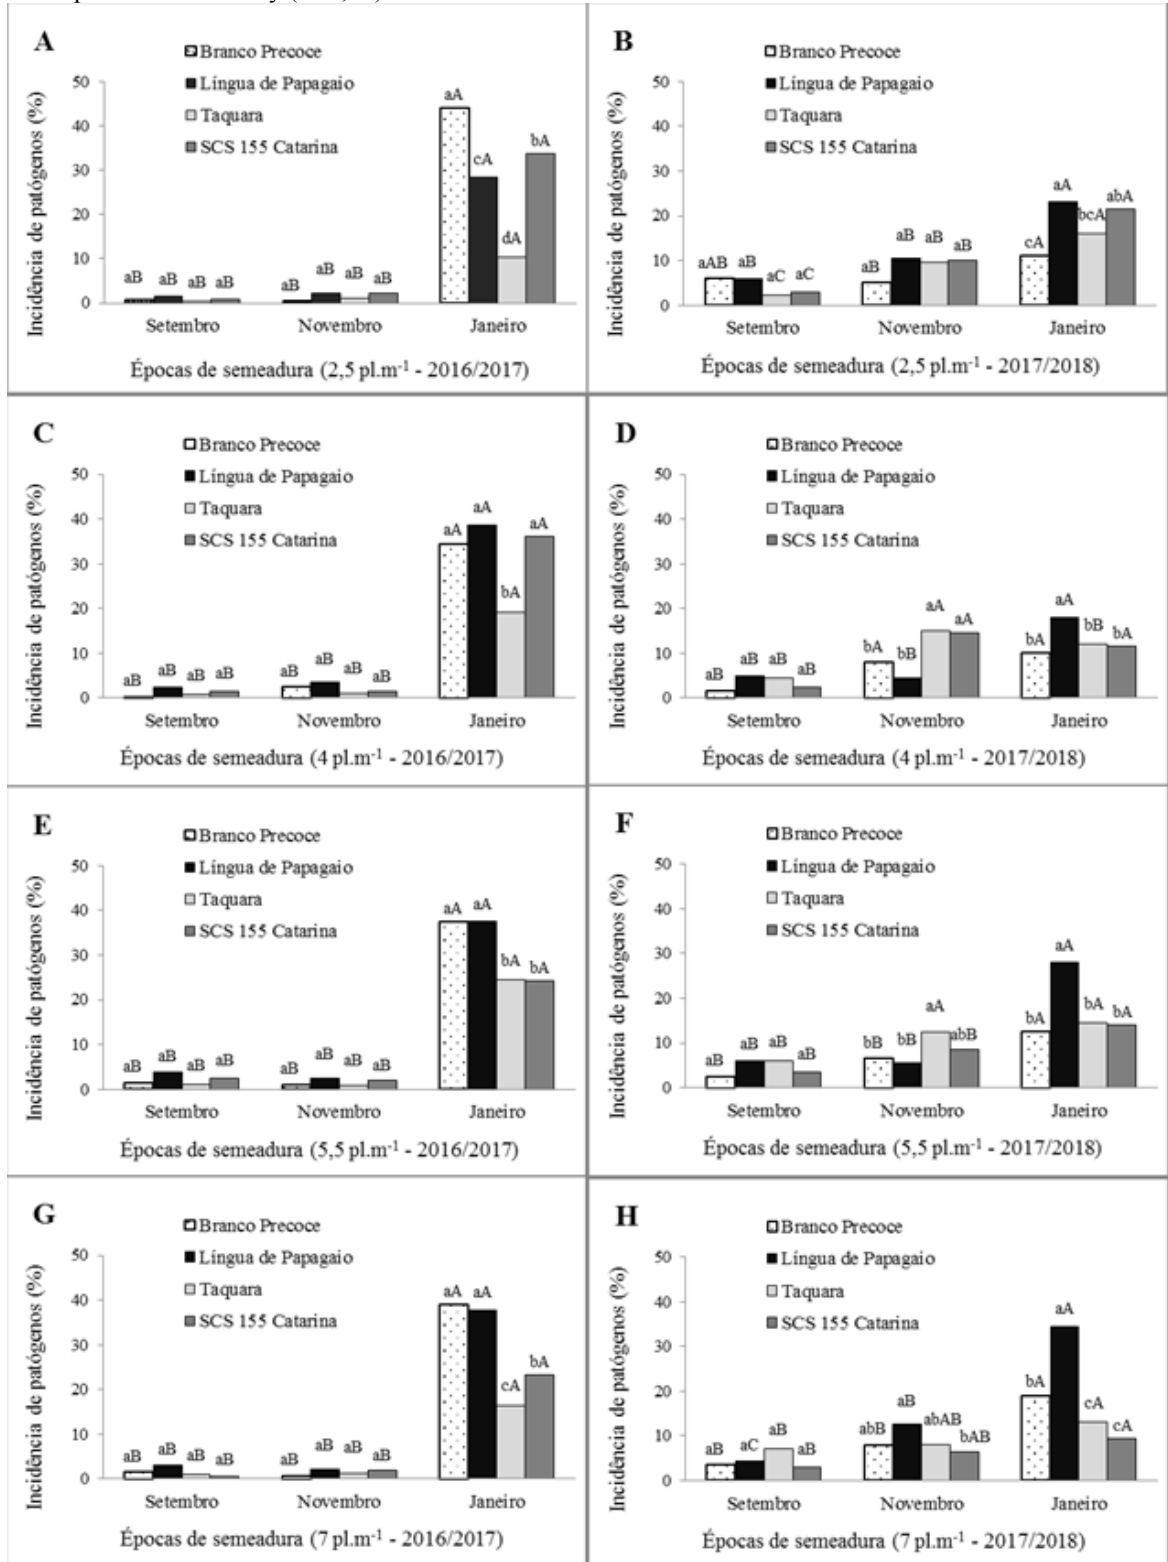 A
Branco Precoce
Língua de Papagaio
Taquara
SCS 155 Catarina
Incidência de patógenos (%)
50
40
30
20
10
0
aB aB aB aB
aB aB aB aB
aA cA dA bA
Setembro Novembro Janeiro
Épocas de semeadura (2,5 pl.m⁻¹ - 2016/2017)
B
Branco Precoce
Língua de Papagaio
Taquara
SCS 155 Catarina
Incidência de patógenos (%)
50
40
30
20
10
0
aAB aB aC aC
aB aB aB aB
cA aA bcA abA
Setembro Novembro Janeiro
Épocas de semeadura (2,5 pl.m⁻¹ - 2017/2018)
C
Branco Precoce
Língua de Papagaio
Taquara
SCS 155 Catarina
Incidência de patógenos (%)
50
40
30
20
10
0
aB aB aB aB
aB aB aB aB
aA aA bA aA
Setembro Novembro Janeiro
Épocas de semeadura (4 pl.m⁻¹ - 2016/2017)
D
Branco Precoce
Língua de Papagaio
Taquara
SCS 155 Catarina
Incidência de patógenos (%)
50
40
30
20
10
0
aB aB aB aB
bA bB aA aA
bA aA bB bA
Setembro Novembro Janeiro
Épocas de semeadura (4 pl.m⁻¹ - 2017/2018)
E
Branco Precoce
Língua de Papagaio
Taquara
SCS 155 Catarina
Incidência de patógenos (%)
50
40
30
20
10
0
aB aB aB aB
aB aB aB aB
aA aA bA bA
Setembro Novembro Janeiro
Épocas de semeadura (5,5 pl.m⁻¹ - 2016/2017)
F
Branco Precoce
Língua de Papagaio
Taquara
SCS 155 Catarina
Incidência de patógenos (%)
50
40
30
20
10
0
aB aB aB aB
bB bB aA abB
bA aA bA bA
Setembro Novembro Janeiro
Épocas de semeadura (5,5 pl.m⁻¹ - 2017/2018)
G
Branco Precoce
Língua de Papagaio
Taquara
SCS 155 Catarina
Incidência de patógenos (%)
50
40
30
20
10
0
aB aB aB aB
aB aB aB aB
aA aA cA bA
Setembro Novembro Janeiro
Épocas de semeadura (7 pl.m⁻¹ - 2016/2017)
H
Branco Precoce
Língua de Papagaio
Taquara
SCS 155 Catarina
Incidência de patógenos (%)
50
40
30
20
10
0
aB aC aB aB
abB aB abAB bAB
bA aA cA cA
Setembro Novembro Janeiro
Épocas de semeadura (7 pl.m⁻¹ - 2017/2018)